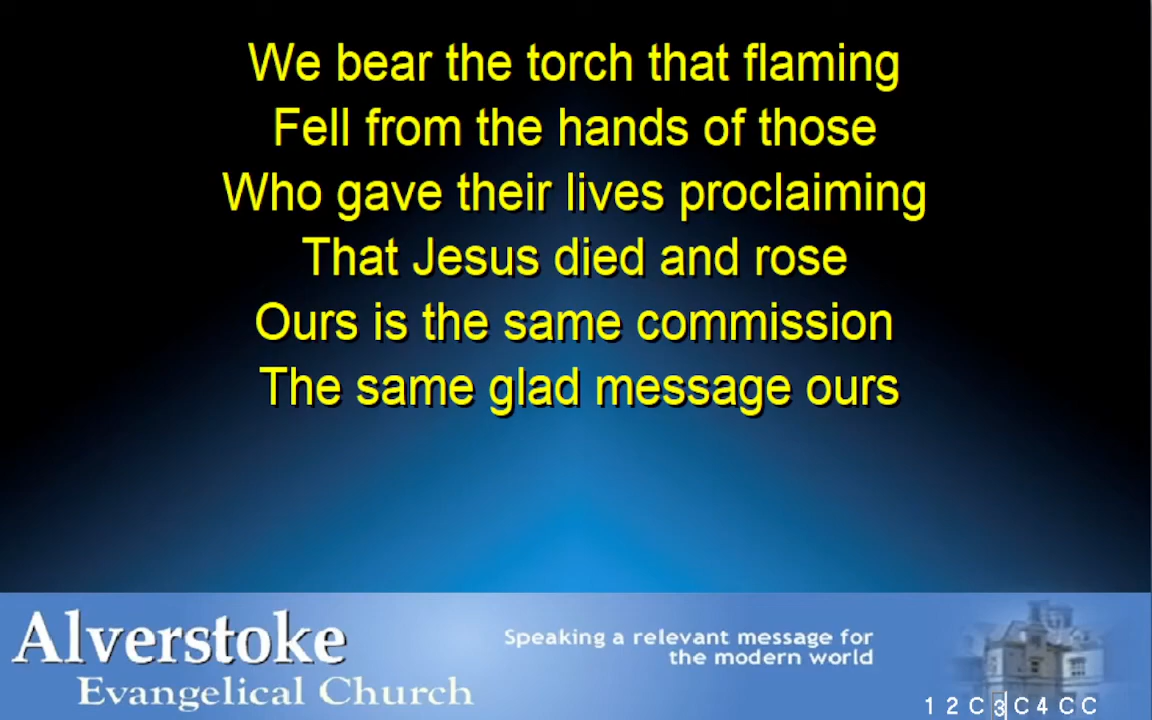 We bear the torch that flaming
Fell from the hands of those
Who gave their lives proclaiming
That Jesus died and rose
Ours is the same commission
The same glad message ours
Alverstoke
Evangelical Church
Speaking a relevant message for
the modern world
1 2 C 3 C 4 C C